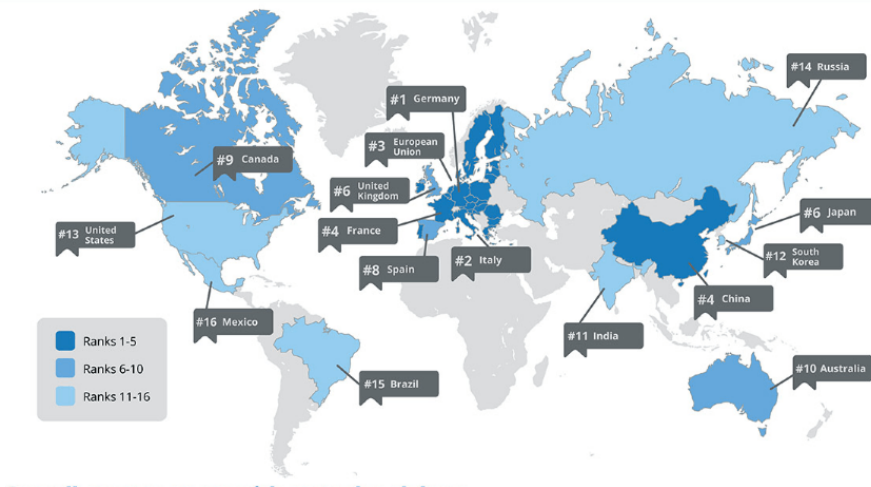 #14 Russia
#1 Germany
#3 European
Union
#9 Canada
#6 United
Kingdom
#6 Japan
#13 United
States
#4 France
#12 South
Korea
#8 Spain
#2 Italy
#4 China
#16 Mexico
#11 India
Ranks 1-5
Ranks 6-10
Ranks 11-16
#15 Brazil
#10 Australia